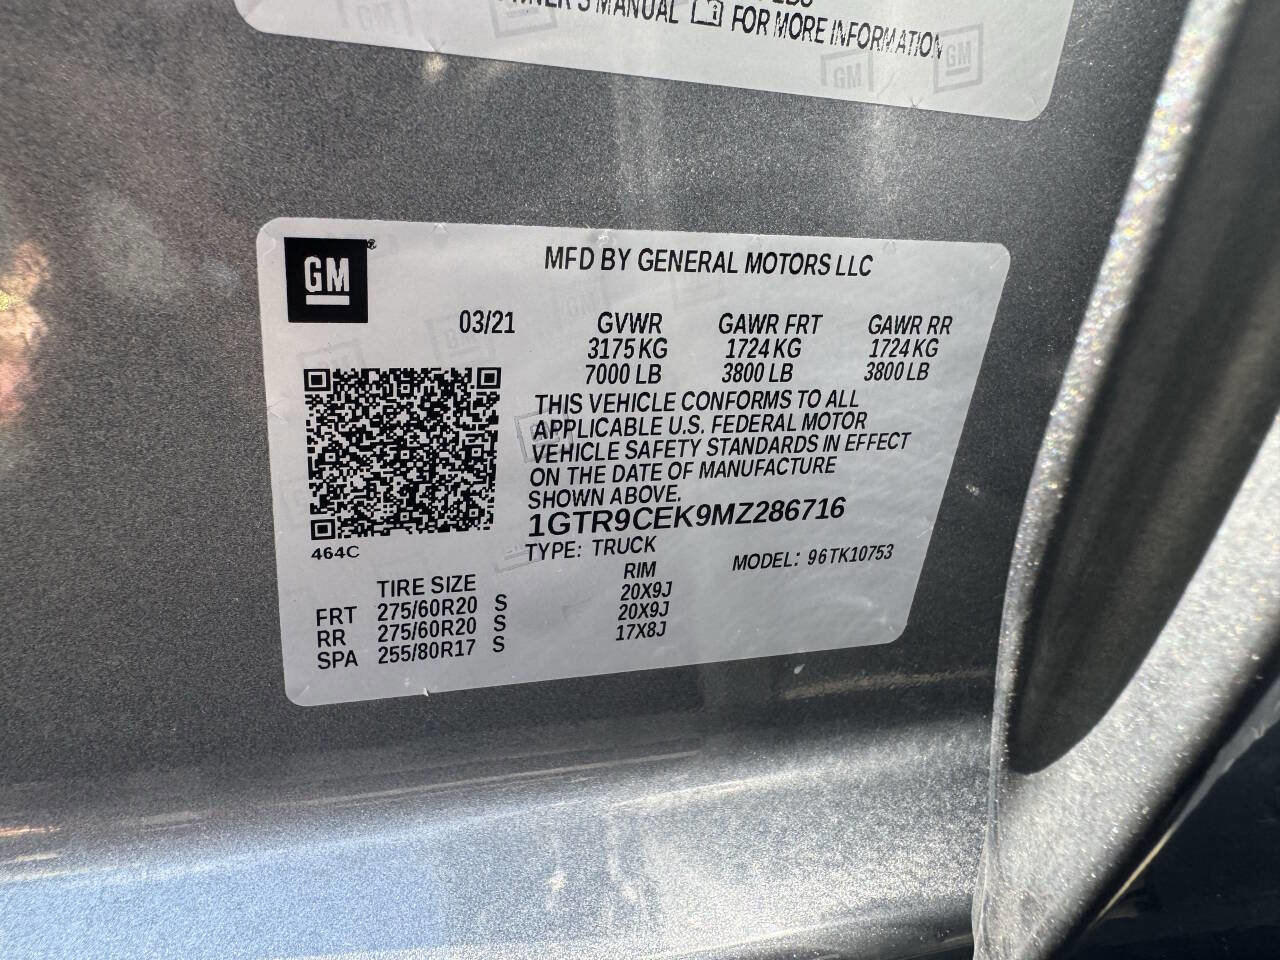 MANUAL FOR MORE INFORMATION
GM
MFD BY GENERAL MOTORS LLC
03/21 GVWR GAWR FRT GAWR RR
3175 KG 1724 KG 1724 KG
7000 LB 3800 LB 3800 LB
THIS VEHICLE CONFORMS TO ALL
APPLICABLE U.S. FEDERAL MOTOR
VEHICLE SAFETY STANDARDS IN EFFECT
ON THE DATE OF MANUFACTURE
SHOWN ABOVE.
1GTR9CEK9MZ286716
464C
TYPE: TRUCK MODEL: 96TK10753
TIRE SIZE RIM
FRT 275/60R20 S 20X9J
RR 275/60R20 S 20X9J
SPA 255/80R17 S 17X8J